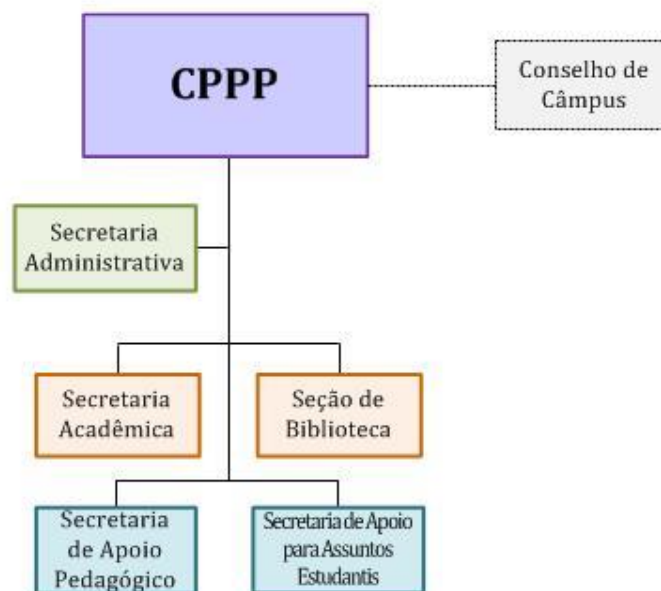 CPPP
Conselho de
Câmpus
Secretaria
Administrativa
Secretaria
Acadêmica
Seção de
Biblioteca
Secretaria
de Apoio
Pedagógico
Secretaria de Apoio
para Assuntos
Estudantis